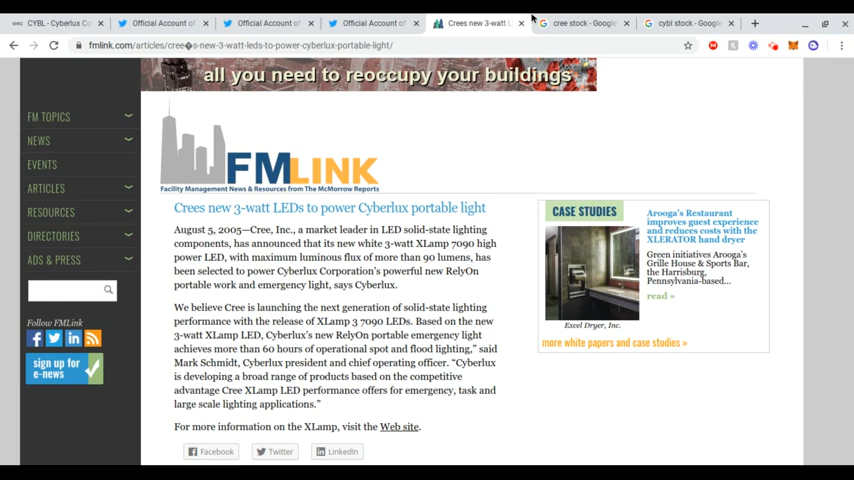 CYBL - Cyberlux Co
Official Account of
Official Account of
Official Account of
Crees new 3-watt L
cree stock - Google
cybl stock - Google
fmlink.com/articles/cree�s-new-3-watt-leds-to-power-cyberlux-portable-light/
all you need to reoccupy your buildings
FM TOPICS
NEWS
EVENTS
ARTICLES
RESOURCES
DIRECTORIES
ADS & PRESS
Follow FMLink
sign up for
e-news
FMLINK
Facility Management News & Resources from The McMorrow Reports
Crees new 3-watt LEDs to power Cyberlux portable light
August 5, 2005—Cree, Inc., a market leader in LED solid-state lighting
components, has announced that its new white 3-watt XLamp 7090 high
power LED, with maximum luminous flux of more than 90 lumens, has
been selected to power Cyberlux Corporation's powerful new RelyOn
portable work and emergency light, says Cyberlux.
We believe Cree is launching the next generation of solid-state lighting
performance with the release of XLamp 3 7090 LEDs. Based on the new
3-watt XLamp LED, Cyberlux's new RelyOn portable emergency light
achieves more than 60 hours of operational spot and flood lighting,” said
Mark Schmidt, Cyberlux president and chief operating officer. “Cyberlux
is developing a broad range of products based on the competitive
advantage Cree XLamp LED performance offers for emergency, task and
large scale lighting applications.”
For more information on the XLamp, visit the Web site.
Facebook
Twitter
LinkedIn
CASE STUDIES
Arooga's Restaurant
improves guest experience
and reduces costs with the
XLERATOR hand dryer
Green initiatives Arooga's
Grille House & Sports Bar,
the Harrisburg,
Pennsylvania-based...
read »
Excel Dryer, Inc.
more white papers and case studies »